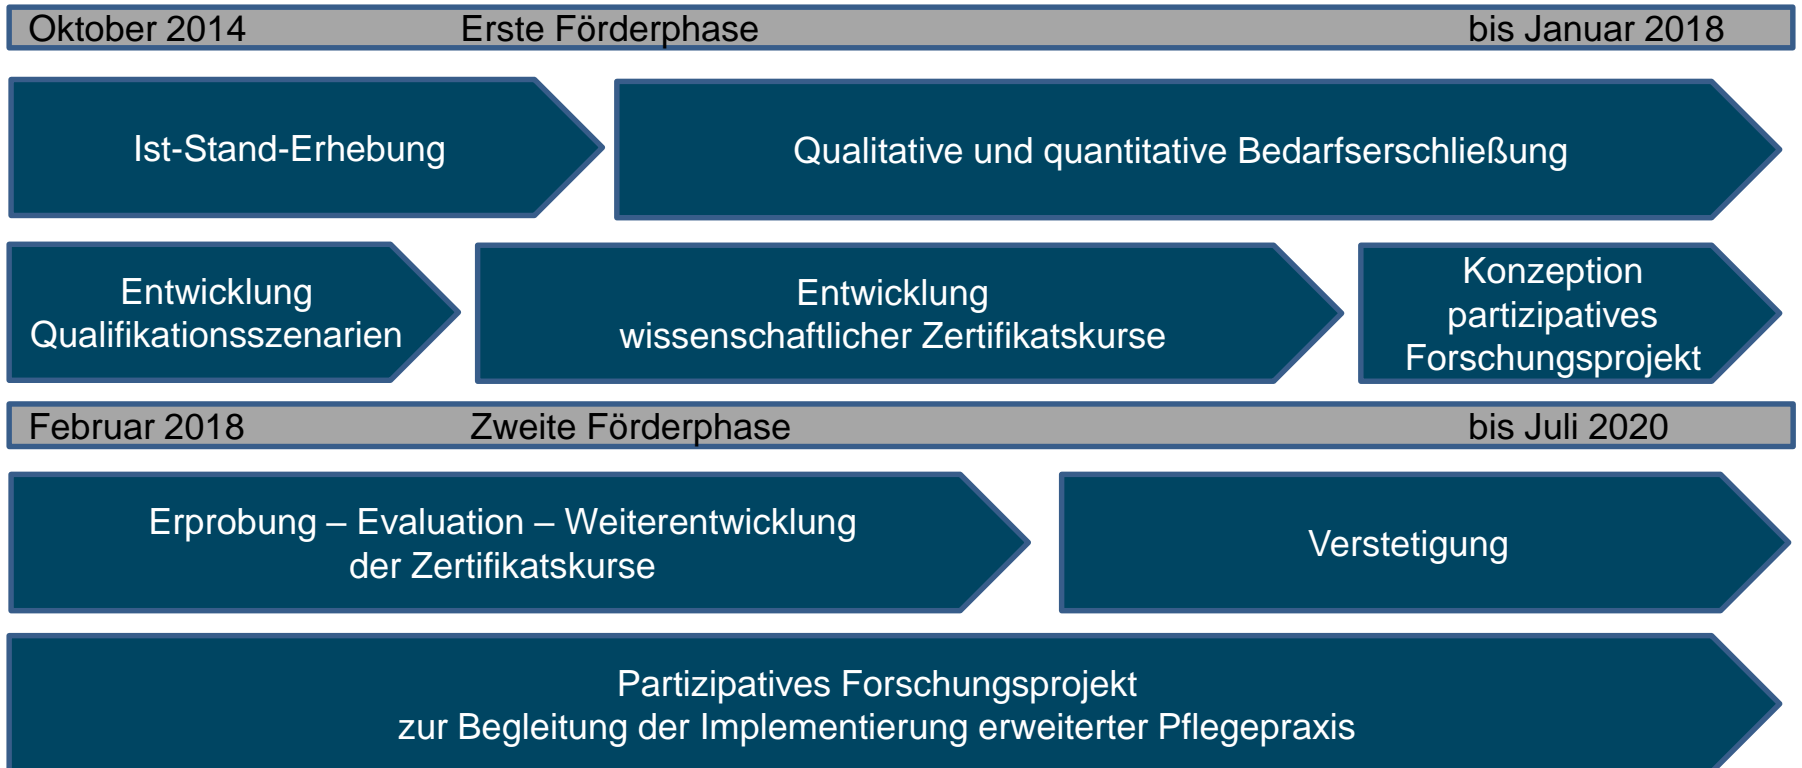 Oktober 2014 Erste Förderphase bis Januar 2018
Ist-Stand-Erhebung
Qualitative und quantitative Bedarfserschließung
Entwicklung
Qualifikationsszenarien
Entwicklung
wissenschaftlicher Zertifikatskurse
Konzeption
partizipatives
Forschungsprojekt
Februar 2018 Zweite Förderphase bis Juli 2020
Erprobung – Evaluation – Weiterentwicklung
der Zertifikatskurse
Verstetigung
Partizipatives Forschungsprojekt
zur Begleitung der Implementierung erweiterter Pflegepraxis